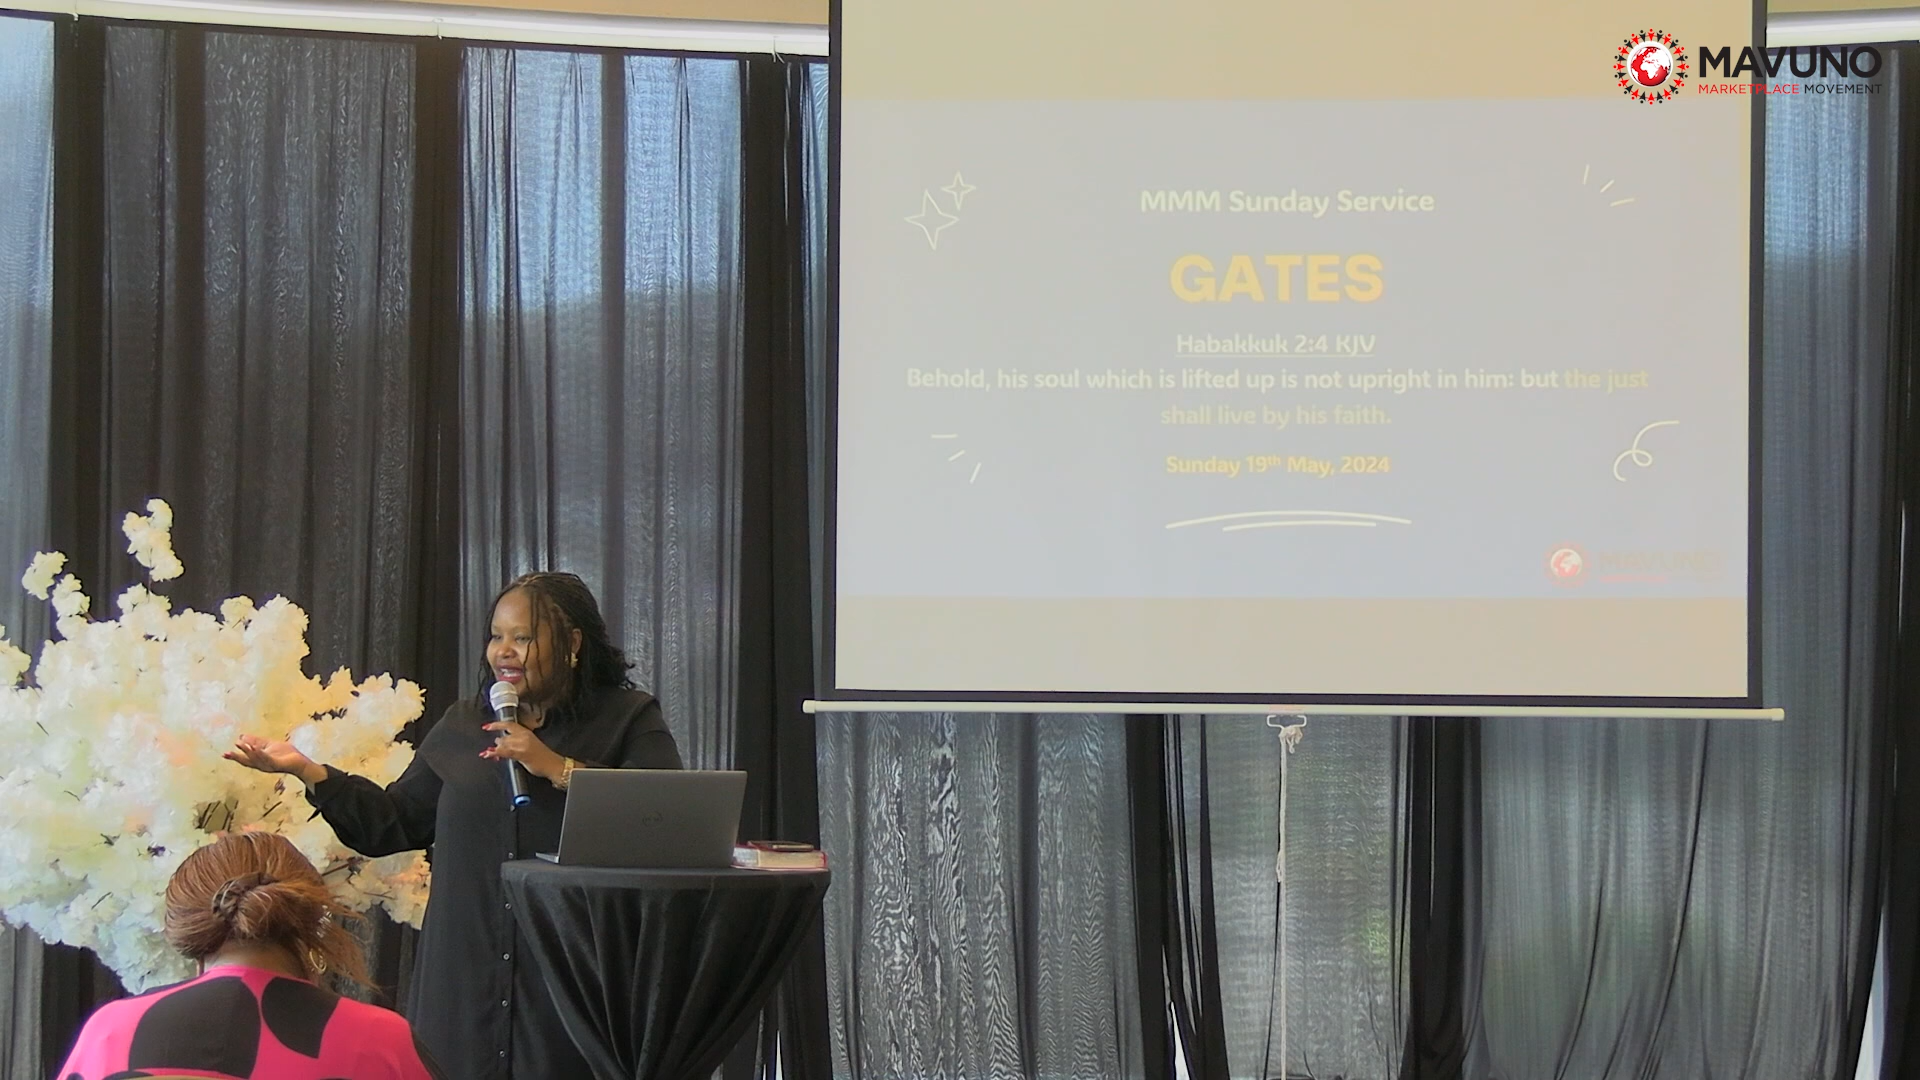 MAVUNO
MARKETPLACE MOVEMENT
MMM Sunday Service
GATES
Habakkuk 2:4 KJV
Behold, his soul which is lifted up is not upright in him: but the just
shall live by his faith.
Sunday 19th May, 2024
MAVUNO